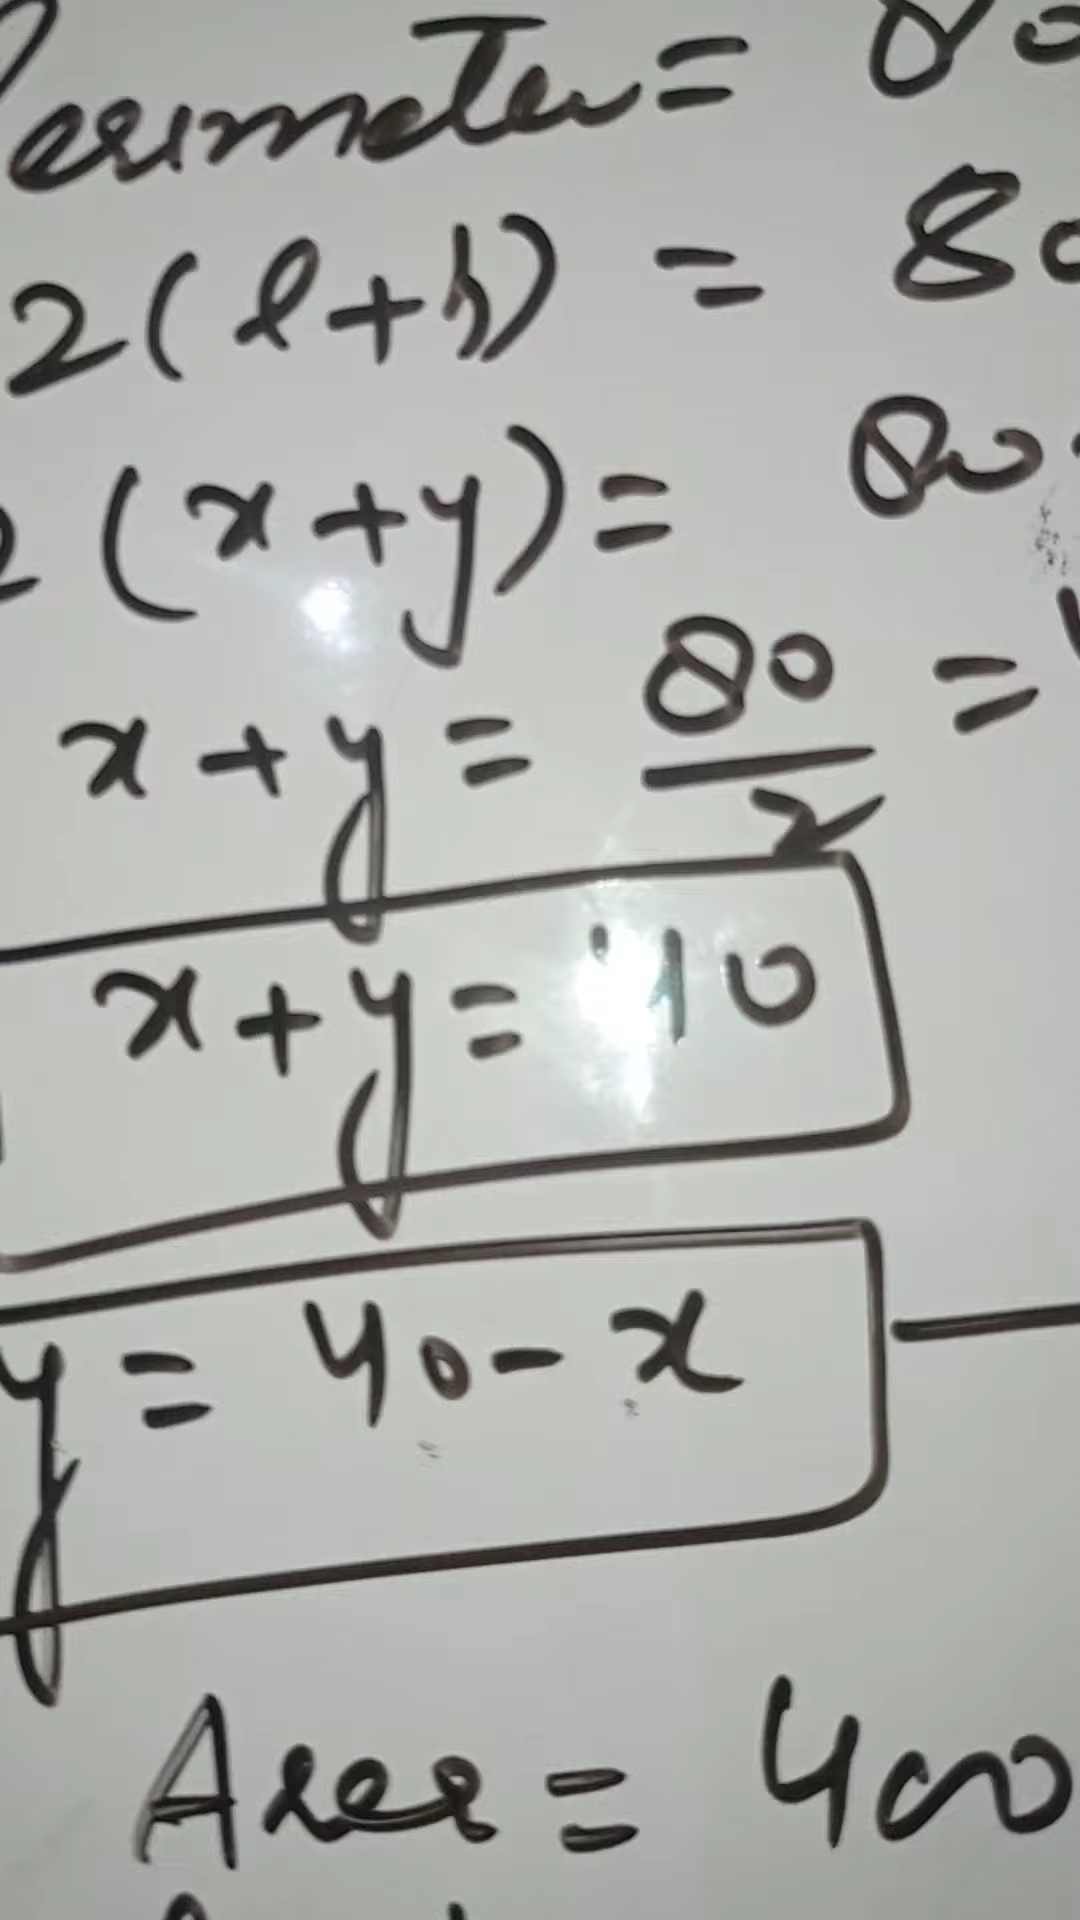 Perimeter = 80
2(l+b) = 80
2(x+y) = 80
x+y = 80/2 =
x+y = 40
y = 40-x
Area = 400